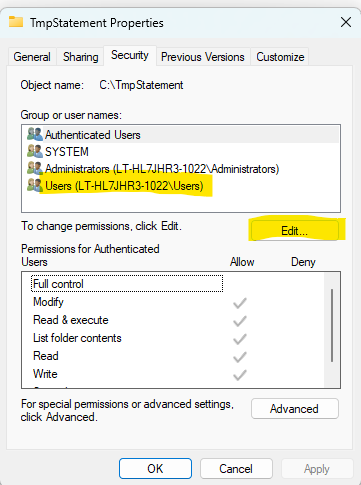 TmpStatement Properties
General Sharing Security Previous Versions Customize
Object name: C:\TmpStatement
Group or user names:
Authenticated Users
SYSTEM
Administrators (LT-HL7JHR3-1022\Administrators)
Users (LT-HL7JHR3-1022\Users)
To change permissions, click Edit.
Edit...
Permissions for Authenticated
Users Allow Deny
Full control
Modify
Read & execute
List folder contents
Read
Write
For special permissions or advanced settings,
click Advanced.
Advanced
OK Cancel Apply